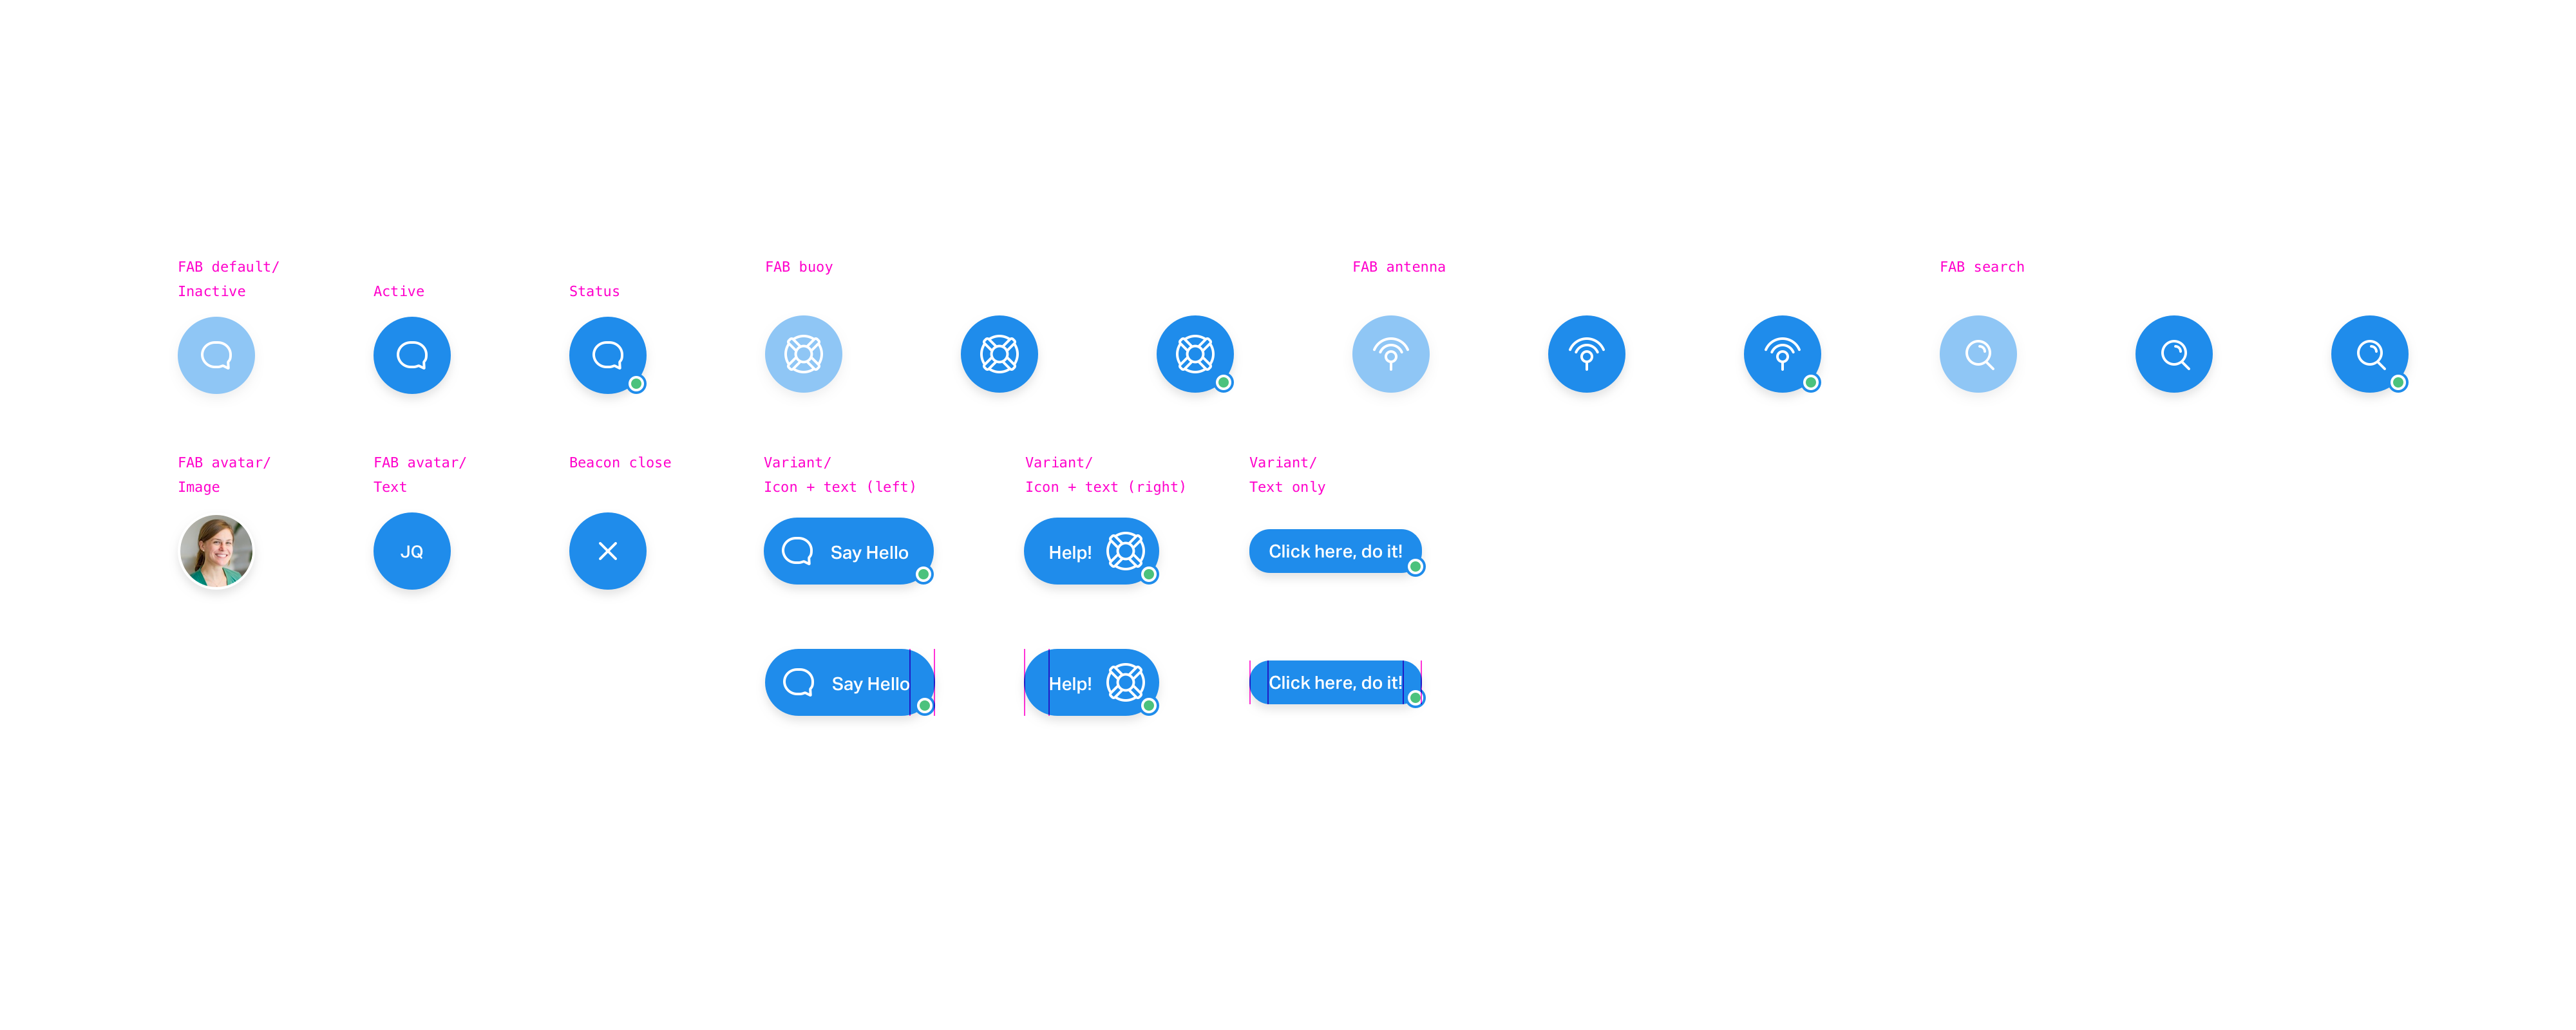 FAB default/
Inactive
Active
Status
FAB buoy
FAB antenna
FAB search
FAB avatar/
Image
FAB avatar/
Text
JQ
Beacon close
Variant/
Icon + text (left)
Say Hello
Variant/
Icon + text (right)
Help!
Variant/
Text only
Click here, do it!
Say Hello
Help!
Click here, do it!